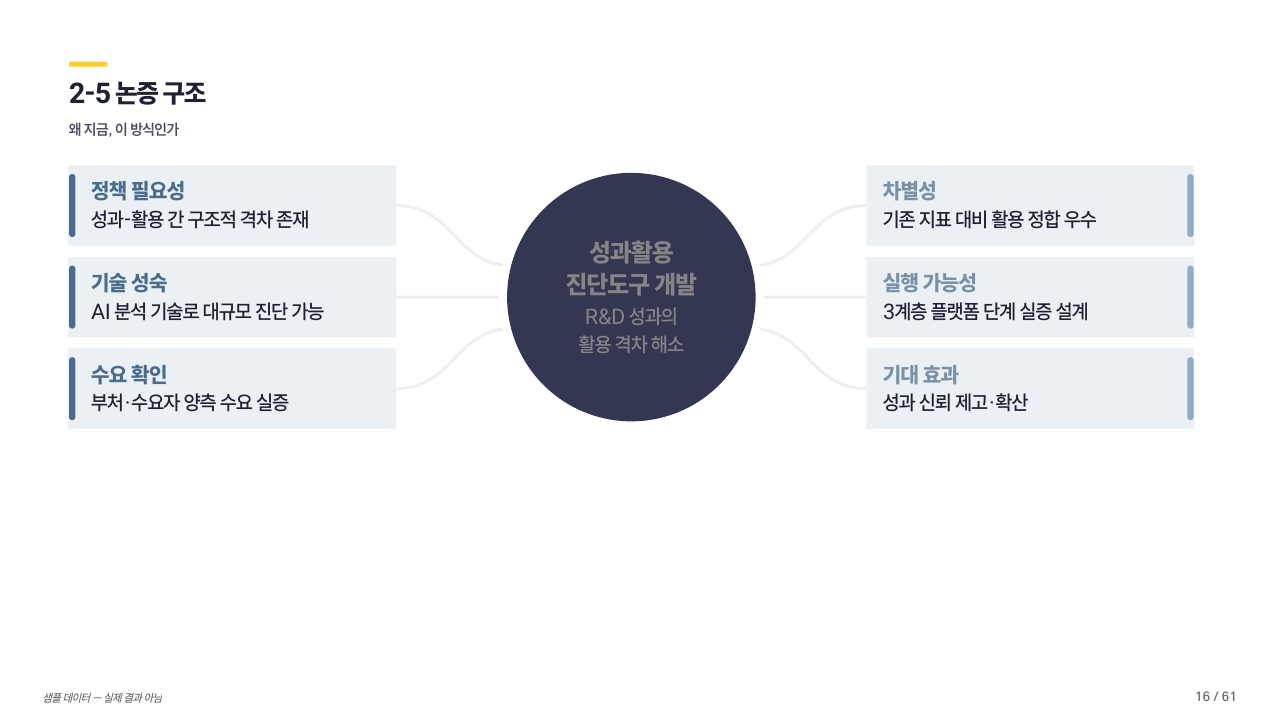 2-5 논증 구조
왜 지금, 이 방식인가
정책 필요성
성과-활용 간 구조적 격차 존재
기술 성숙
AI 분석 기술로 대규모 진단 가능
수요 확인
부처·수요자 양측 수요 실증
성과활용
진단도구 개발
R&D 성과의
활용 격차 해소
차별성
기존 지표 대비 활용 정합 우수
실행 가능성
3계층 플랫폼 단계 실증 설계
기대 효과
성과 신뢰 제고·확산
샘플 데이터 — 실제 결과 아님
16 / 61